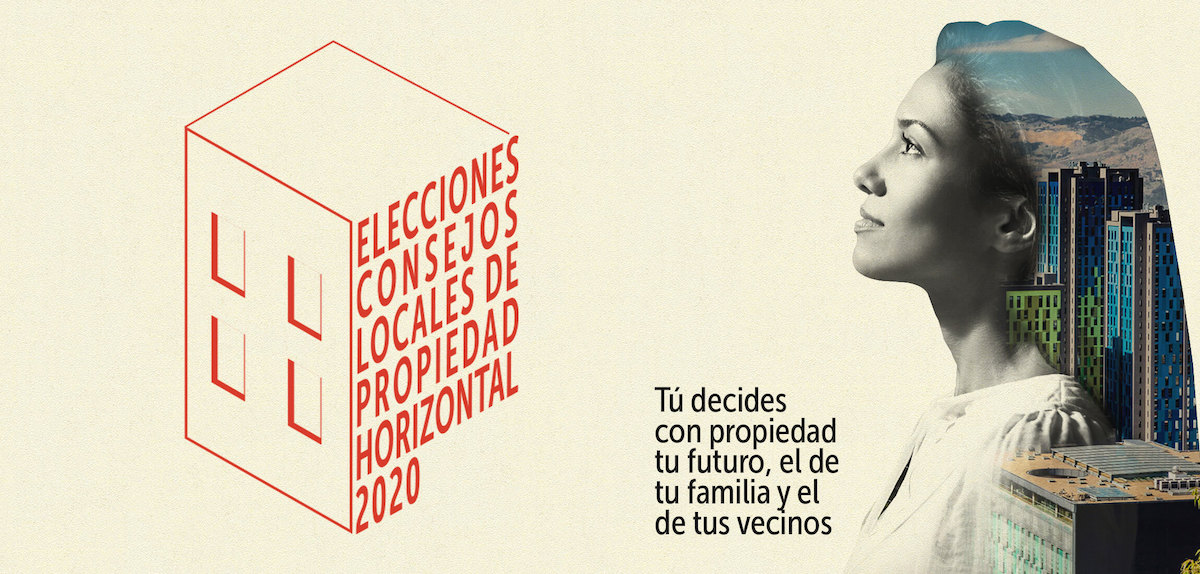 ELECCIONES
CONSEJOS
LOCALES DE
PROPIEDAD
HORIZONTAL
2020
Tú decides
con propiedad
tu futuro, el de
tu familia y el
de tus vecinos